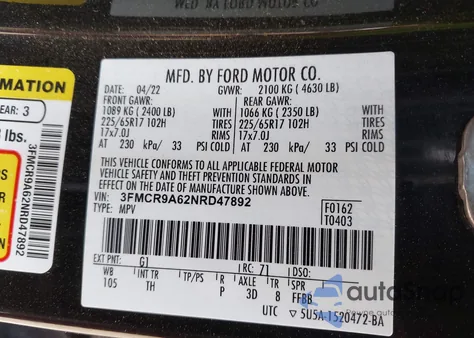 MFD. BY FORD MOTOR CO.
DATE: 04/22 GVWR: 2100 KG ( 4630 LB)
FRONT GAWR: REAR GAWR:
1089 KG ( 2400 LB) WITH 1066 KG ( 2350 LB) WITH
225/65R17 102H TIRES 225/65R17 102H TIRES
17x7.0J RIMS 17x7.0J RIMS
AT 230 kPa/ 33 PSI COLD AT 230 kPa/ 33 PSI COLD
THIS VEHICLE CONFORMS TO ALL APPLICABLE FEDERAL MOTOR
VEHICLE SAFETY AND THEFT PREVENTION STANDARDS IN EFFECT
ON THE DATE OF MANUFACTURE SHOWN ABOVE.
VIN: 3FMCR9A62NRD47892 F0162
TYPE: MPV T0403
EXT PNT: G1 RC: 71 DSO:
WB INT TR TP/PS R AXLE TR SPR
105 TH P 3D 8 FFBB
UTC 5U5A-1520472-BA
MATION
EAR: 3
lbs.
3FMCR9A62NRD47892
autoshop